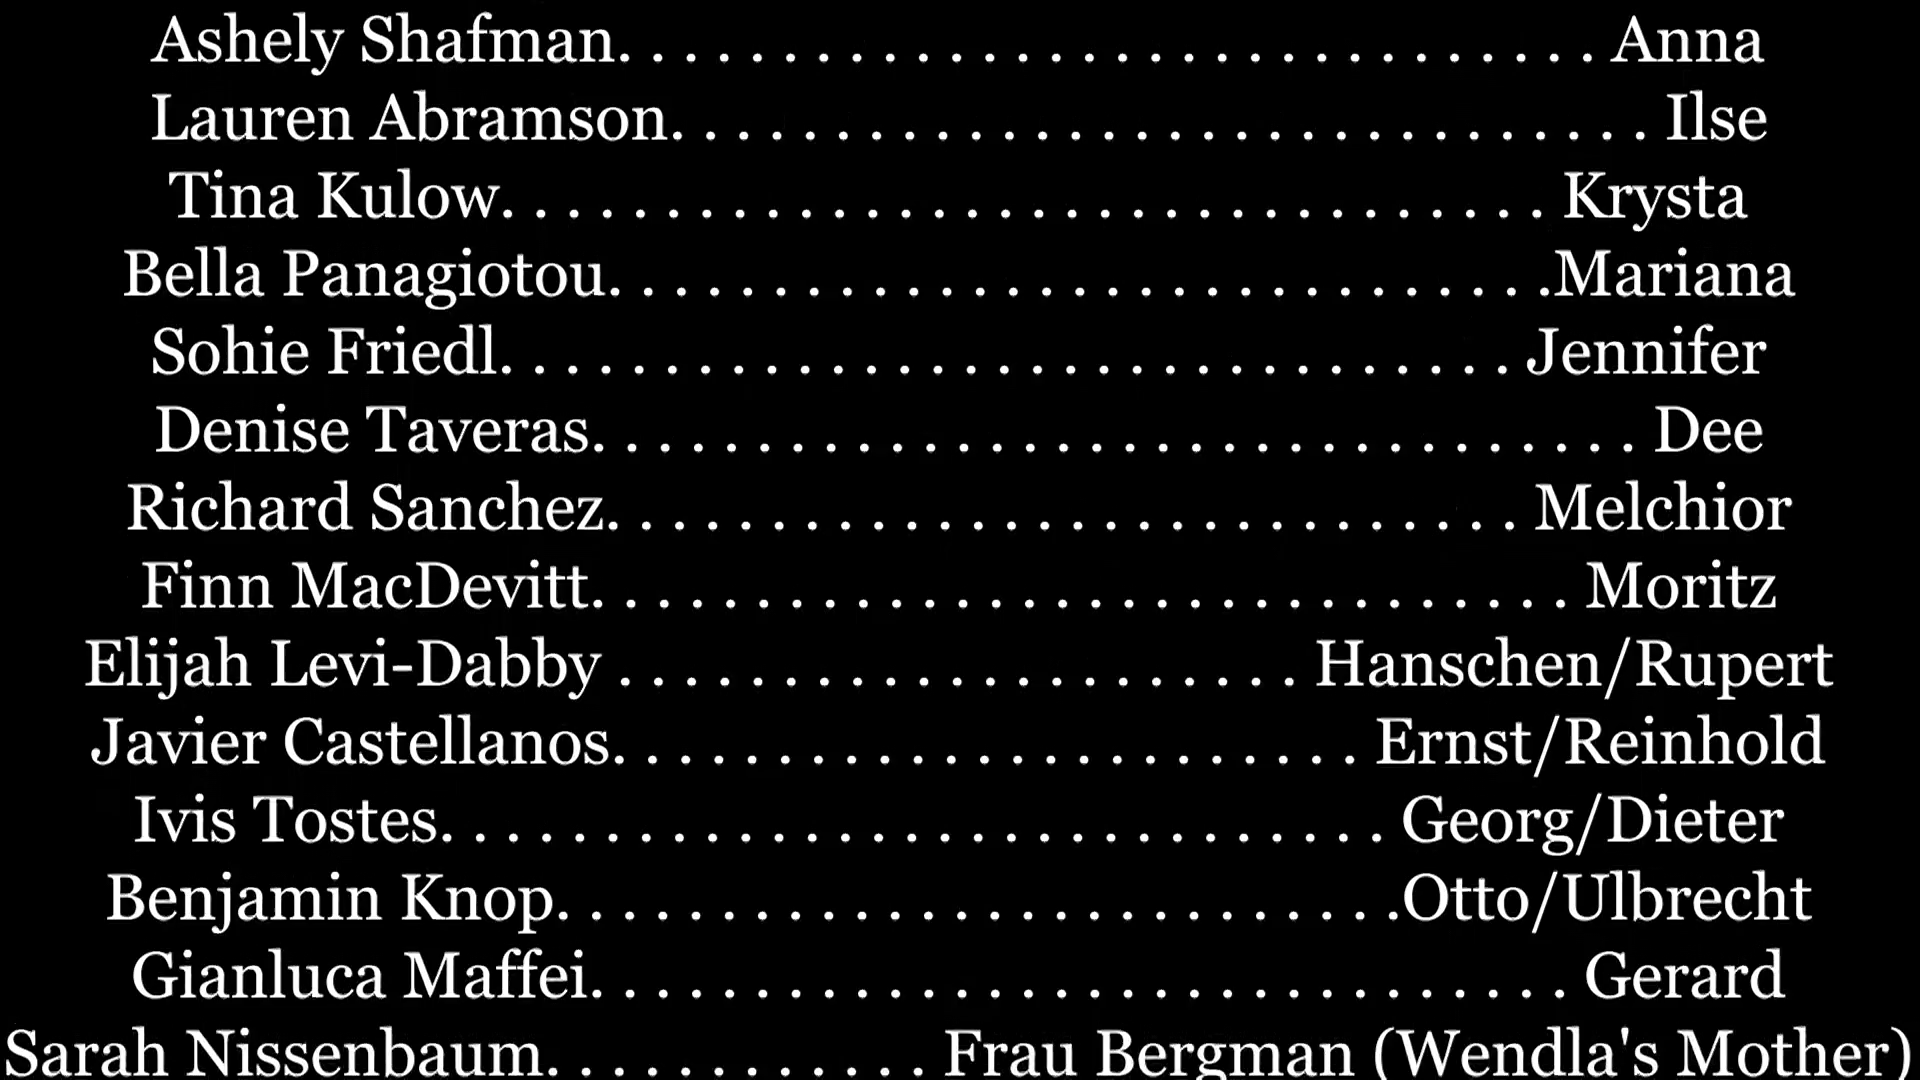 Ashely Shafman. . . . . . . . . . . . . . . . . . . . . . . . . . . . . . Anna
Lauren Abramson. . . . . . . . . . . . . . . . . . . . . . . . . . . . . . Ilse
Tina Kulow. . . . . . . . . . . . . . . . . . . . . . . . . . . . . . . . Krysta
Bella Panagiotou. . . . . . . . . . . . . . . . . . . . . . . . . . . . .Mariana
Sohie Friedl. . . . . . . . . . . . . . . . . . . . . . . . . . . . . . . Jennifer
Denise Taveras. . . . . . . . . . . . . . . . . . . . . . . . . . . . . . . . Dee
Richard Sanchez. . . . . . . . . . . . . . . . . . . . . . . . . . . . Melchior
Finn MacDevitt. . . . . . . . . . . . . . . . . . . . . . . . . . . . . . Moritz
Elijah Levi-Dabby . . . . . . . . . . . . . . . . . . . . . Hanschen/Rupert
Javier Castellanos. . . . . . . . . . . . . . . . . . . . . . . Ernst/Reinhold
Ivis Tostes. . . . . . . . . . . . . . . . . . . . . . . . . . . . . Georg/Dieter
Benjamin Knop. . . . . . . . . . . . . . . . . . . . . . . . . .Otto/Ulbrecht
Gianluca Maffei. . . . . . . . . . . . . . . . . . . . . . . . . . . . . . Gerard
Sarah Nissenbaum. . . . . . . . . . . . Frau Bergman (Wendla's Mother)